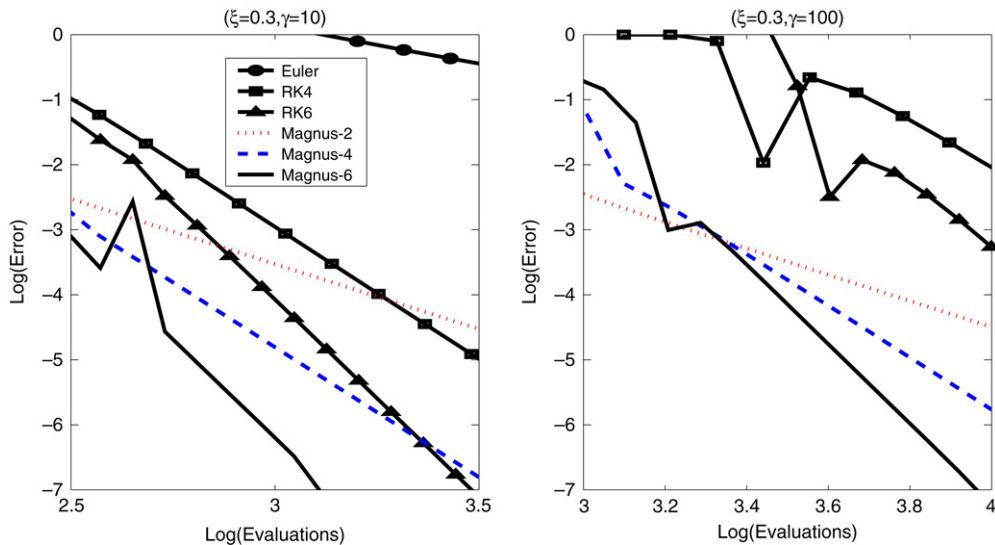 (ξ=0.3,γ=10)
0
−1
−2
−3
−4
−5
−6
−7
Log(Error)
2.5
3
3.5
Log(Evaluations)
Euler
RK4
RK6
Magnus-2
Magnus-4
Magnus-6
(ξ=0.3,γ=100)
0
−1
−2
−3
−4
−5
−6
−7
Log(Error)
3
3.2
3.4
3.6
3.8
4
Log(Evaluations)